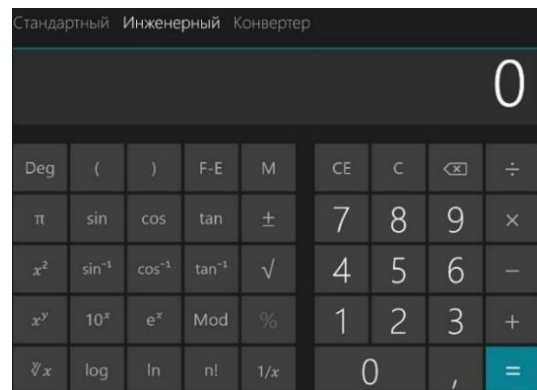 Стандартный Инженерный Конвертер
0
Deg ( ) F-E M CE C ⌫ ÷
π sin cos tan ± 7 8 9 ×
x² sin⁻¹ cos⁻¹ tan⁻¹ √ 4 5 6 −
xʸ 10ˣ eˣ Mod % 1 2 3 +
ʸ√x log ln n! 1/x 0 , =